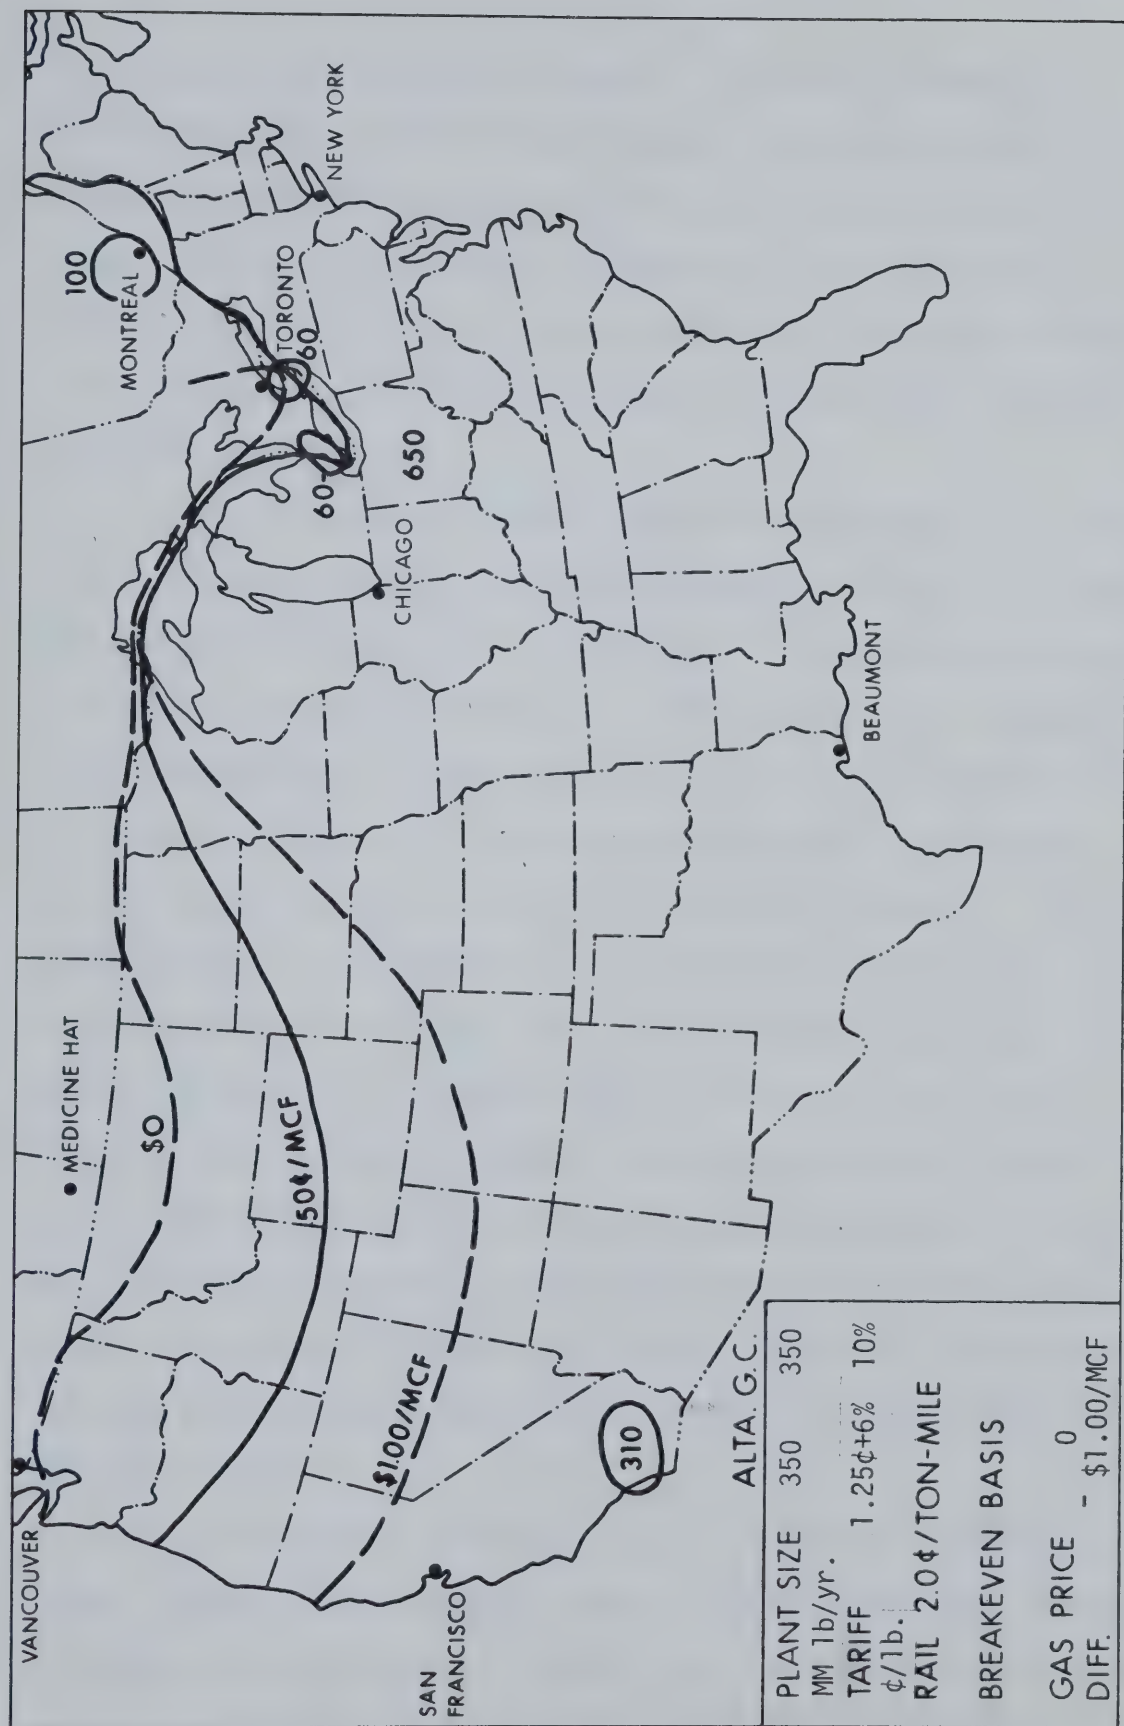 VANCOUVER
MEDICINE HAT
$0
50¢/MCF
$1.00/MCF
SAN
FRANCISCO
310
100
MONTREAL
TORONTO
60
60
650
NEW YORK
CHICAGO
BEAUMONT
ALTA. G.C.
PLANT SIZE 350 350
MM lb/yr.
TARIFF 1.25¢+6% 10%
¢/lb.
RAIL 2.0¢/TON-MILE
BREAKEVEN BASIS
GAS PRICE 0
DIFF. - $1.00/MCF